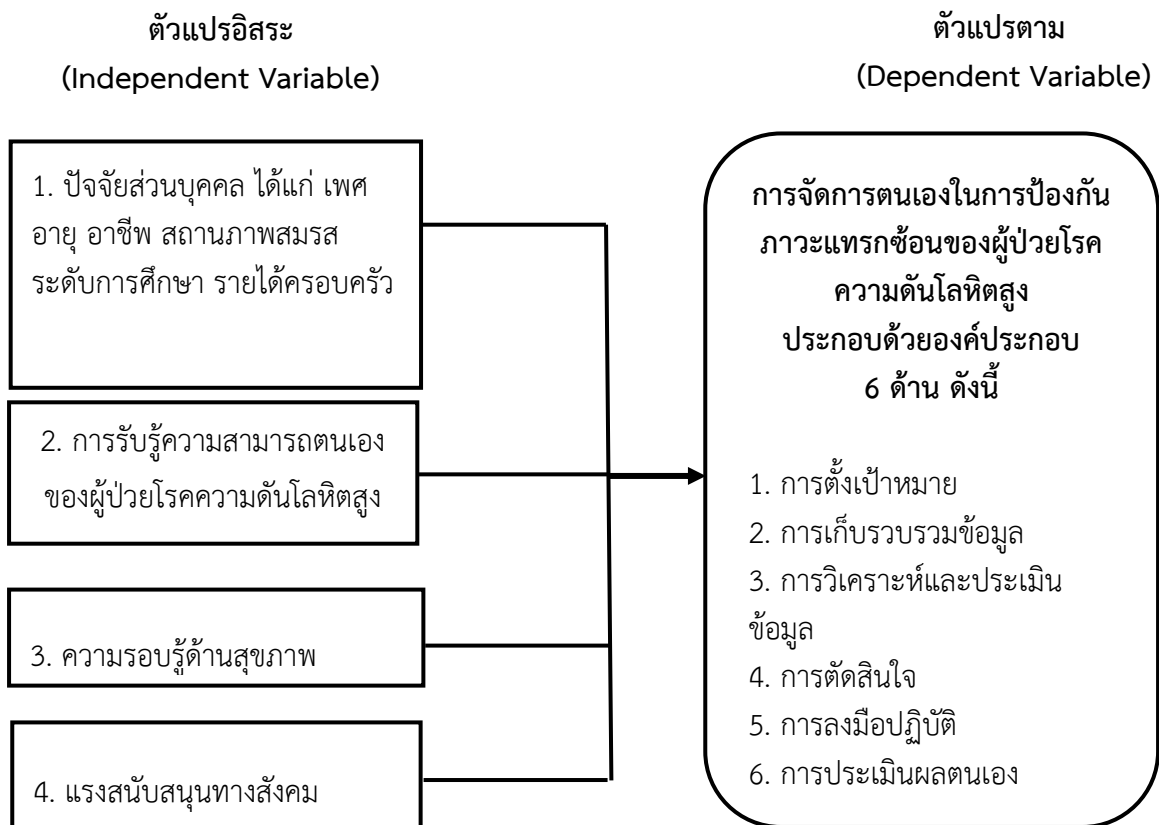 ตัวแปรอิสระ
(Independent Variable)
ตัวแปรตาม
(Dependent Variable)
1. ปัจจัยส่วนบุคคล ได้แก่ เพศ
อายุ อาชีพ สถานภาพสมรส
ระดับการศึกษา รายได้ครอบครัว
2. การรับรู้ความสามารถตนเอง
ของผู้ป่วยโรคความดันโลหิตสูง
3. ความรอบรู้ด้านสุขภาพ
4. แรงสนับสนุนทางสังคม
การจัดการตนเองในการป้องกัน
ภาวะแทรกซ้อนของผู้ป่วยโรค
ความดันโลหิตสูง
ประกอบด้วยองค์ประกอบ
6 ด้าน ดังนี้
1. การตั้งเป้าหมาย
2. การเก็บรวบรวมข้อมูล
3. การวิเคราะห์และประเมิน
ข้อมูล
4. การตัดสินใจ
5. การลงมือปฏิบัติ
6. การประเมินผลตนเอง